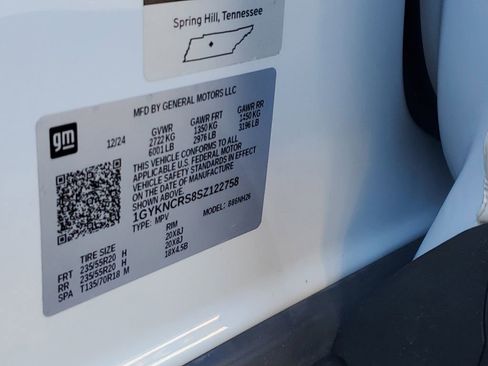 Spring Hill, Tennessee
gm
MFD BY GENERAL MOTORS LLC
12/24 GVWR GAWR FRT GAWR RR
2722 KG 1350 KG 1450 KG
6001 LB 2976 LB 3196 LB
THIS VEHICLE CONFORMS TO ALL
APPLICABLE U.S. FEDERAL MOTOR
VEHICLE SAFETY STANDARDS IN EFFECT
ON THE DATE OF MANUFACTURE
1GYKNCRS8SZ122758
TYPE: MPV MODEL: 6NH26
TIRE SIZE RIM
FRT 235/55R20 H 20X8J
RR 235/55R20 H 20X8J
SPA T135/70R18 M 18X4.5B